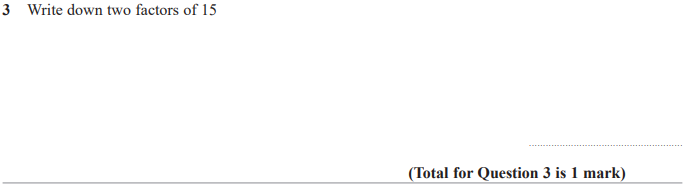 3 Write down two factors of 15
(Total for Question 3 is 1 mark)